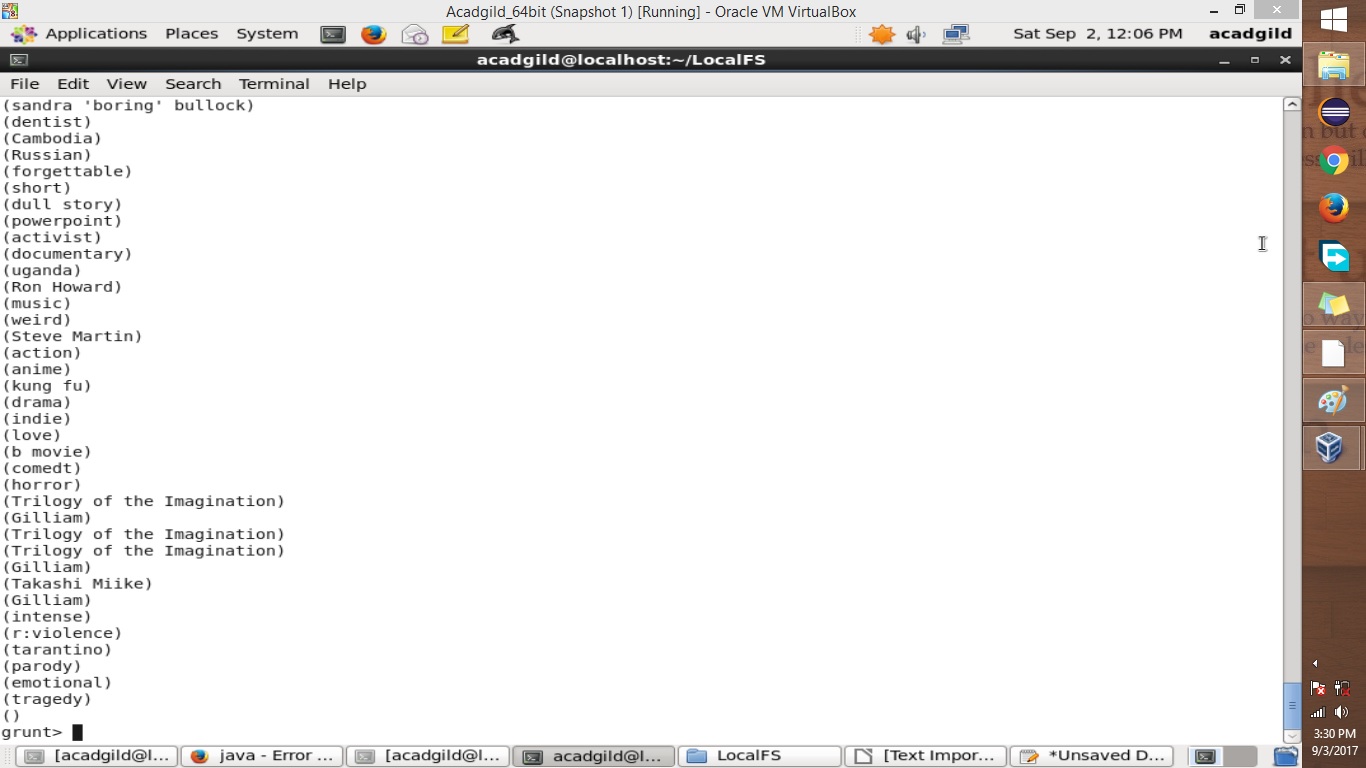 Acadgild_64bit (Snapshot 1) [Running] - Oracle VM VirtualBox
Applications Places System
Sat Sep 2, 12:06 PM acadgild
acadgild@localhost:~/LocalFS
File Edit View Search Terminal Help
(sandra 'boring' bullock)
(dentist)
(Cambodia)
(Russian)
(forgettable)
(short)
(dull story)
(powerpoint)
(activist)
(documentary)
(uganda)
(Ron Howard)
(music)
(weird)
(Steve Martin)
(action)
(anime)
(kung fu)
(drama)
(indie)
(love)
(b movie)
(comedt)
(horror)
(Trilogy of the Imagination)
(Gilliam)
(Trilogy of the Imagination)
(Trilogy of the Imagination)
(Gilliam)
(Takashi Miike)
(Gilliam)
(intense)
(r:violence)
(tarantino)
(parody)
(emotional)
(tragedy)
()
grunt>
[acadgild@l... java - Error ... [acadgild@l... acadgild@l... LocalFS [Text Impor... *Unsaved D...
3:30 PM
9/3/2017